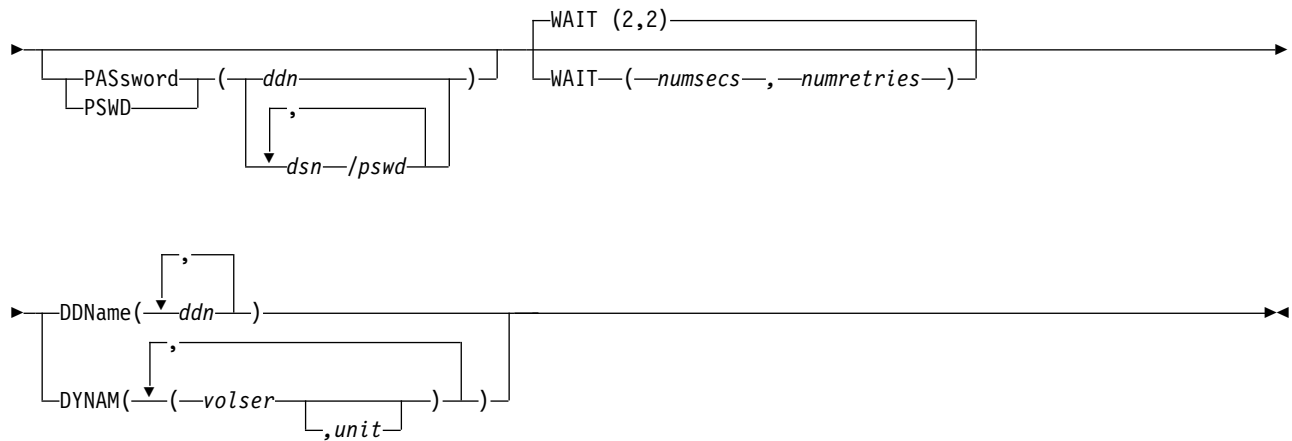 WAIT (2,2)
PASsword ( ddn ) WAIT ( numsecs , numretries )
PSWD ,
dsn /pswd
,
DDName( ddn )
,
DYNAM( ( volser ) )
,unit